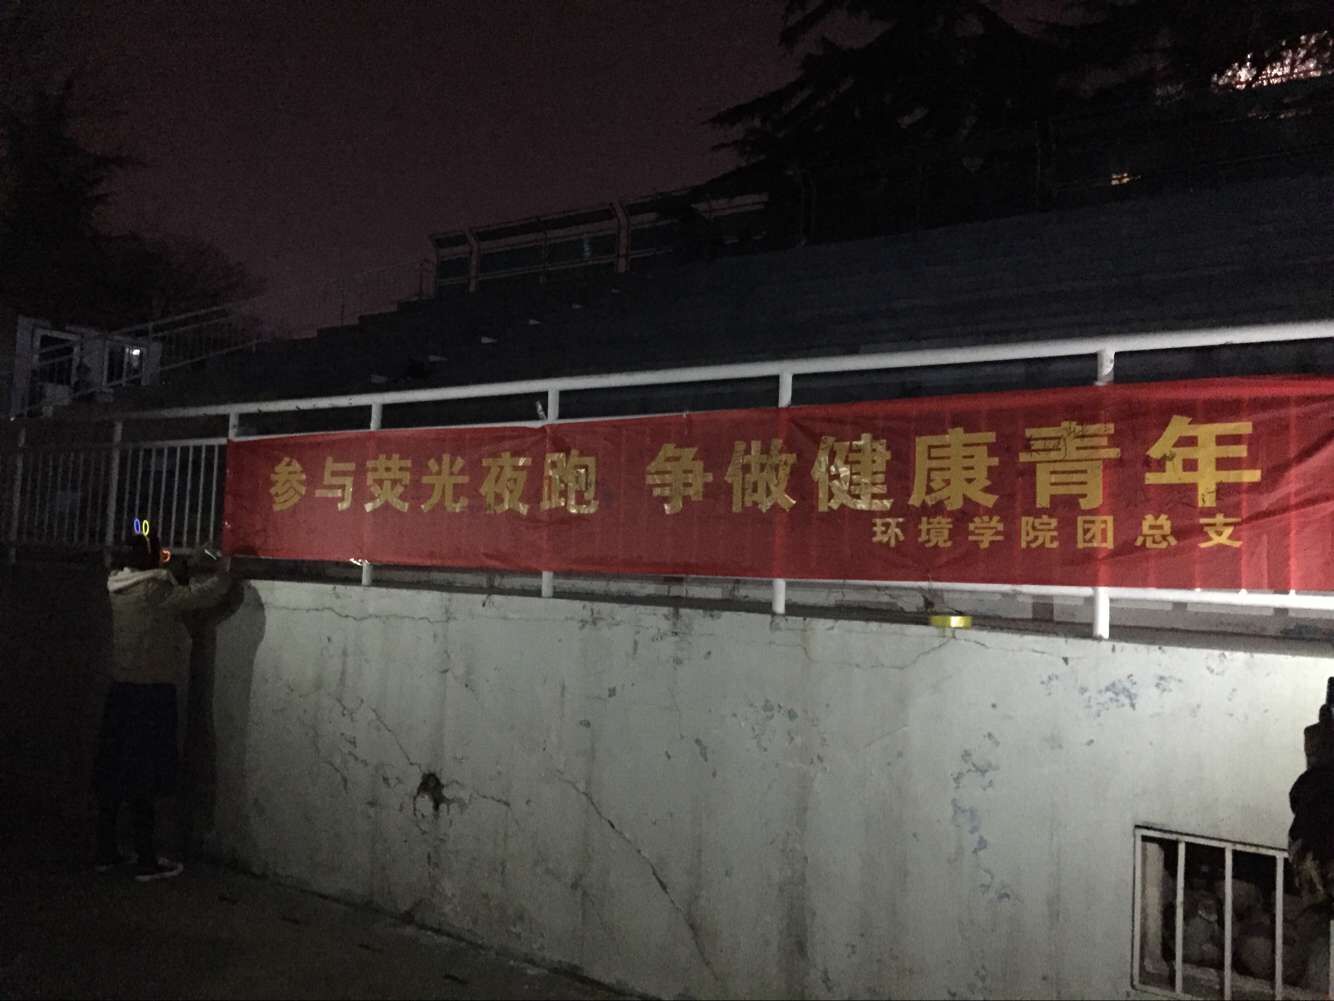 参与荧光夜跑 争做健康青年
环境学院团总支